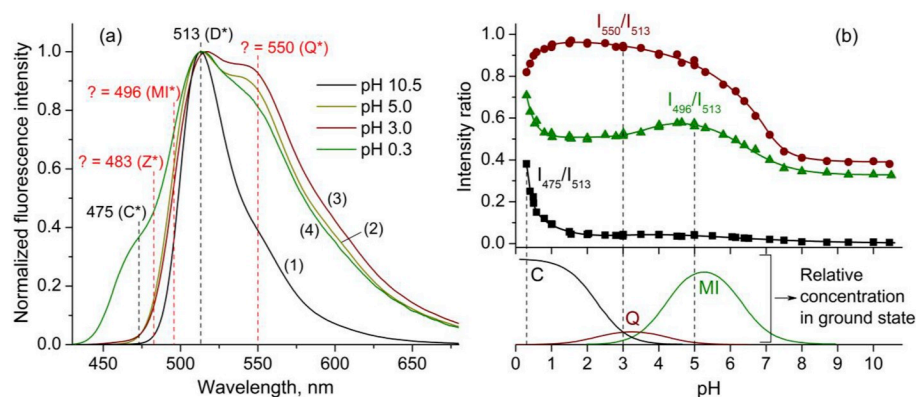 (a)
513 (D*)
? = 550 (Q*)
? = 496 (MI*)
? = 483 (Z*)
475 (C*)
pH 10.5
pH 5.0
pH 3.0
pH 0.3
(3)
(2)
(4)
(1)
Normalized fluorescence intensity
1.0
0.8
0.6
0.4
0.2
0.0
450 500 550 600 650
Wavelength, nm
(b)
I550/I513
I496/I513
I475/I513
Intensity ratio
1.0
0.8
0.6
0.4
0.2
0.0
C
Q
MI
Relative
concentration
in ground state
0 1 2 3 4 5 6 7 8 9 10
pH